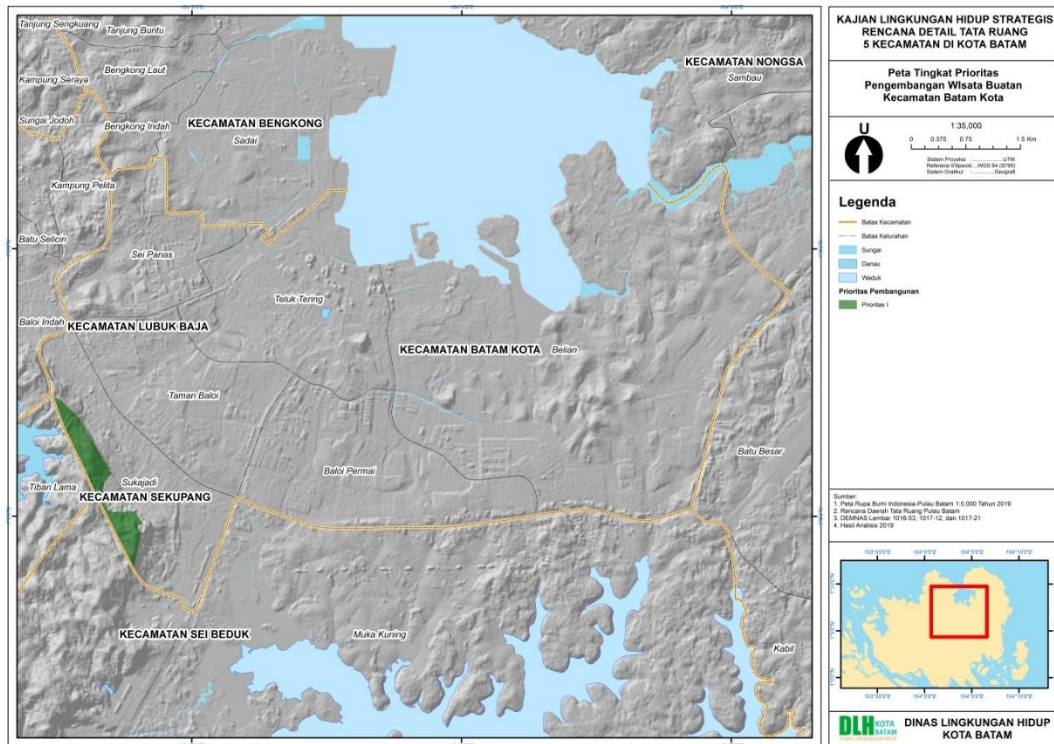 Tanjung Sengkuang
Tanjung Buntu
Bengkong Laut
Kampung Seraya
Sungai Jodoh
Bengkong Indah
KECAMATAN BENGKONG
Sadai
KECAMATAN NONGSA
Sambau
Kampung Pelita
Batu Selicin
Sei Panas
Teluk Tering
Baloi Indah
KECAMATAN LUBUK BAJA
KECAMATAN BATAM KOTA
Belian
Taman Baloi
Batu Besar
Baloi Permai
Tiban Lama
Sukajadi
KECAMATAN SEKUPANG
KECAMATAN SEI BEDUK
Muka Kuning
Kabil
KAJIAN LINGKUNGAN HIDUP STRATEGIS
RENCANA DETAIL TATA RUANG
5 KECAMATAN DI KOTA BATAM
Peta Tingkat Prioritas
Pengembangan WIsata Buatan
Kecamatan Batam Kota
U
1:35,000
0 0.375 0.75 1.5 Km
Sistem Proyeksi :..................UTM
Sistem Grafikul :..................Geografi
Legenda
Batas Kecamatan
Batas Kelurahan
Sungai
Danau
Waduk
Prioritas Pembangunan
Prioritas I
Sumber:
1. Peta Rupa Bumi Indonesia-Pulau Batam 1:5.000 Tahun 2019
2. Rencana Daerah Tata Ruang Pulau Batam
3. DEMNAS Lembar 1016-53, 1017-12, dan 1017-21
4. Hasil Analisis 2019
DLH KOTA BATAM
DINAS LINGKUNGAN HIDUP
KOTA BATAM